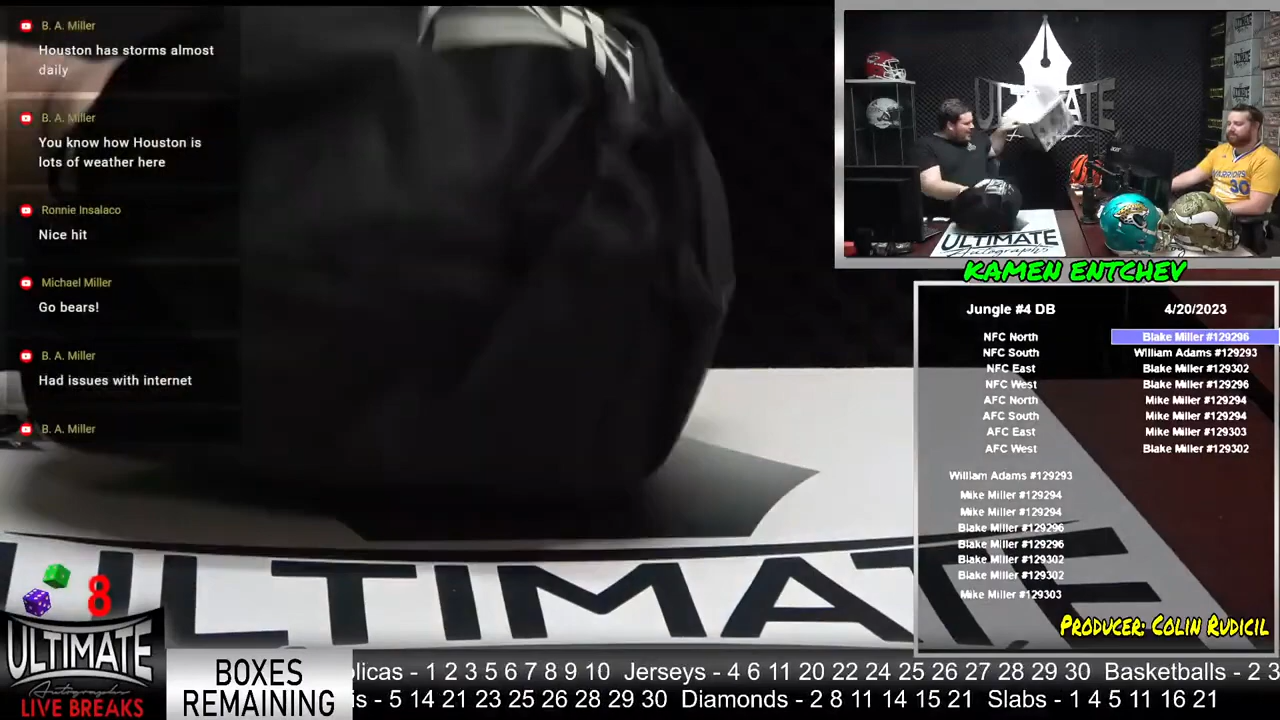 B. A. Miller
Houston has storms almost
daily
B. A. Miller
You know how Houston is
lots of weather here
Ronnie Insalaco
Nice hit
Michael Miller
Go bears!
B. A. Miller
Had issues with internet
B. A. Miller
ULTIMATE
WARRIORS
30
ULTIMATE
Autographs
KAMEN ENTCHEV
Jungle #4 DB 4/20/2023
NFC North Blake Miller #129296
NFC South William Adams #129293
NFC East Blake Miller #129302
NFC West Blake Miller #129296
AFC North Mike Miller #129294
AFC South Mike Miller #129294
AFC East Mike Miller #129303
AFC West Blake Miller #129302
William Adams #129293
Mike Miller #129294
Mike Miller #129294
Blake Miller #129296
Blake Miller #129296
Blake Miller #129302
Blake Miller #129302
Mike Miller #129303
PRODUCER: COLIN RUDICIL
ULTIMATE
8
ULTIMATE
Autographs
LIVE BREAKS
BOXES
REMAINING
plicas - 1 2 3 5 6 7 8 9 10 Jerseys - 4 6 11 20 22 24 25 26 27 28 29 30 Basketballs - 2 3
s - 5 14 21 23 25 26 28 29 30 Diamonds - 2 8 11 14 15 21 Slabs - 1 4 5 11 16 21